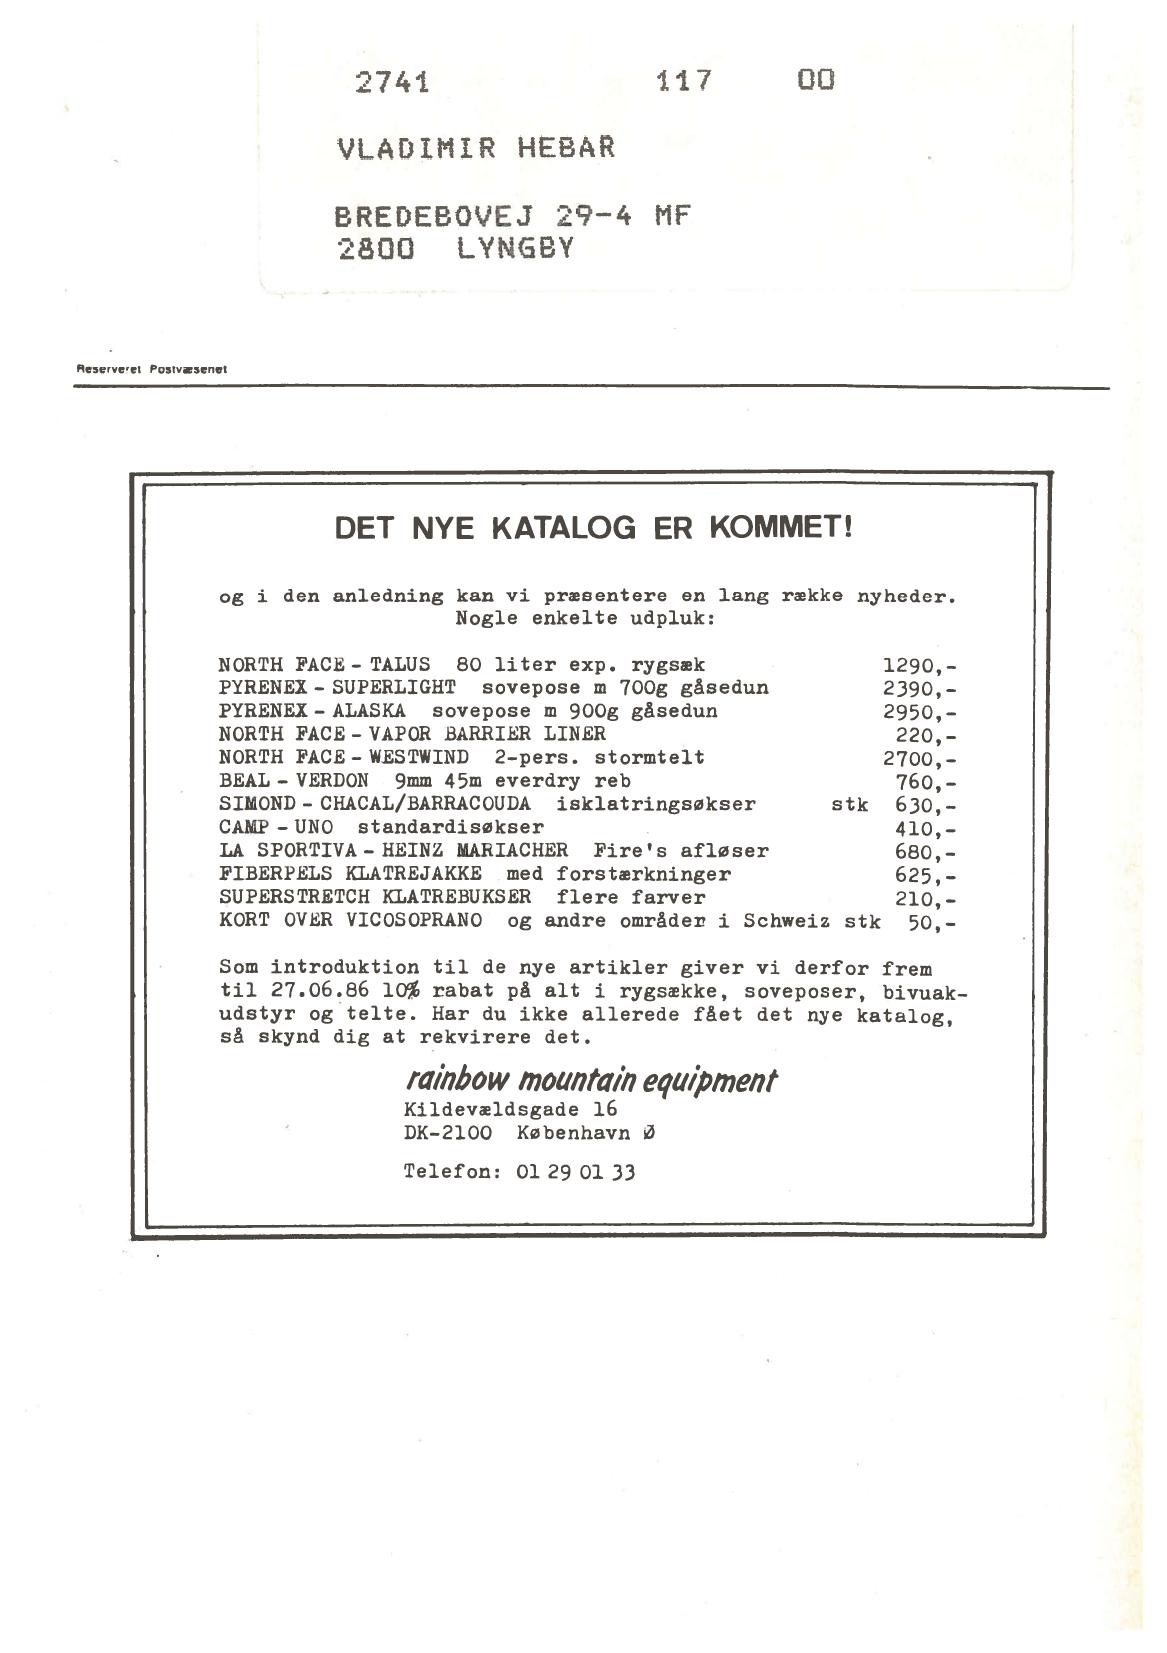 2741 117 00
VLADIMIR HEBAR
BREDEBOVEJ 29-4 MF
2800 LYNGBY
Reserveret Postvæsenet
DET NYE KATALOG ER KOMMET!
og i den anledning kan vi præsentere en lang række nyheder.
Nogle enkelte udpluk:
NORTH FACE - TALUS 80 liter exp. rygsæk 1290,-
PYRENEX - SUPERLIGHT sovepose m 700g gåsedun 2390,-
PYRENEX - ALASKA sovepose m 900g gåsedun 2950,-
NORTH FACE - VAPOR BARRIER LINER 220,-
NORTH FACE - WESTWIND 2-pers. stormtelt 2700,-
BEAL - VERDON 9mm 45m everdry reb 760,-
SIMOND - CHACAL/BARRACOUDA isklatringsøkser stk 630,-
CAMP - UNO standardisøkser 410,-
LA SPORTIVA - HEINZ MARIACHER Fire's afløser 680,-
FIBERPELS KLATREJAKKE med forstærkninger 625,-
SUPERSTRETCH KLATREBUKSER flere farver 210,-
KORT OVER VICOSOPRANO og andre områder i Schweiz stk 50,-
Som introduktion til de nye artikler giver vi derfor frem
til 27.06.86 10% rabat på alt i rygsække, soveposer, bivuak-
udstyr og telte. Har du ikke allerede fået det nye katalog,
så skynd dig at rekvirere det.
rainbow mountain equipment
Kildevældsgade 16
DK-2100 København Ø
Telefon: 01 29 01 33